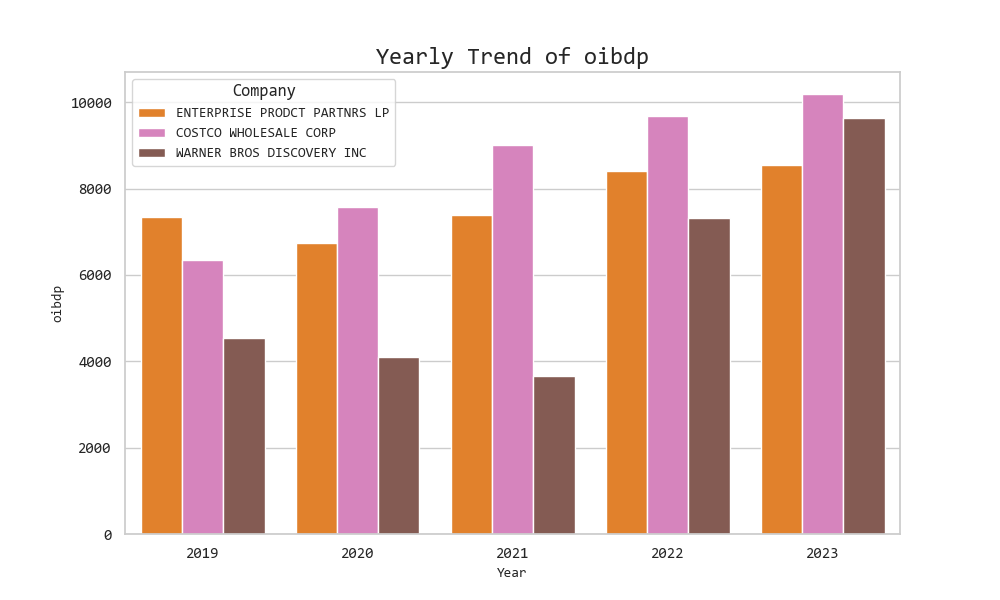 Yearly Trend of oibdp
Company
ENTERPRISE PRODCT PARTNRS LP
COSTCO WHOLESALE CORP
WARNER BROS DISCOVERY INC
10000
8000
6000
4000
2000
0
oibdp
2019 2020 2021 2022 2023
Year